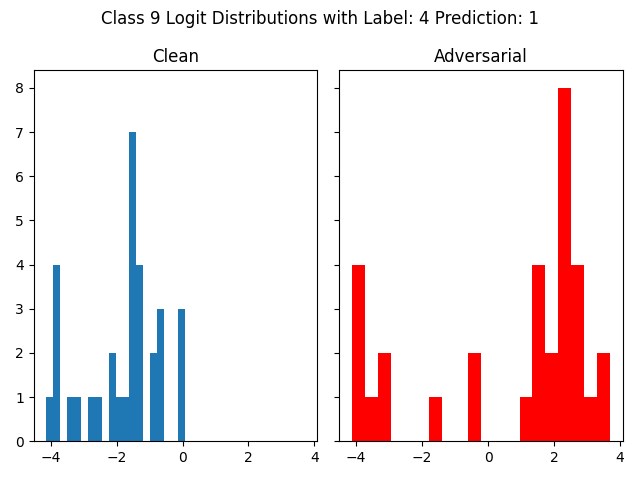 Class 9 Logit Distributions with Label: 4 Prediction: 1
Clean
Adversarial
8
7
6
5
4
3
2
1
0
−4 −2 0 2 4
−4 −2 0 2 4